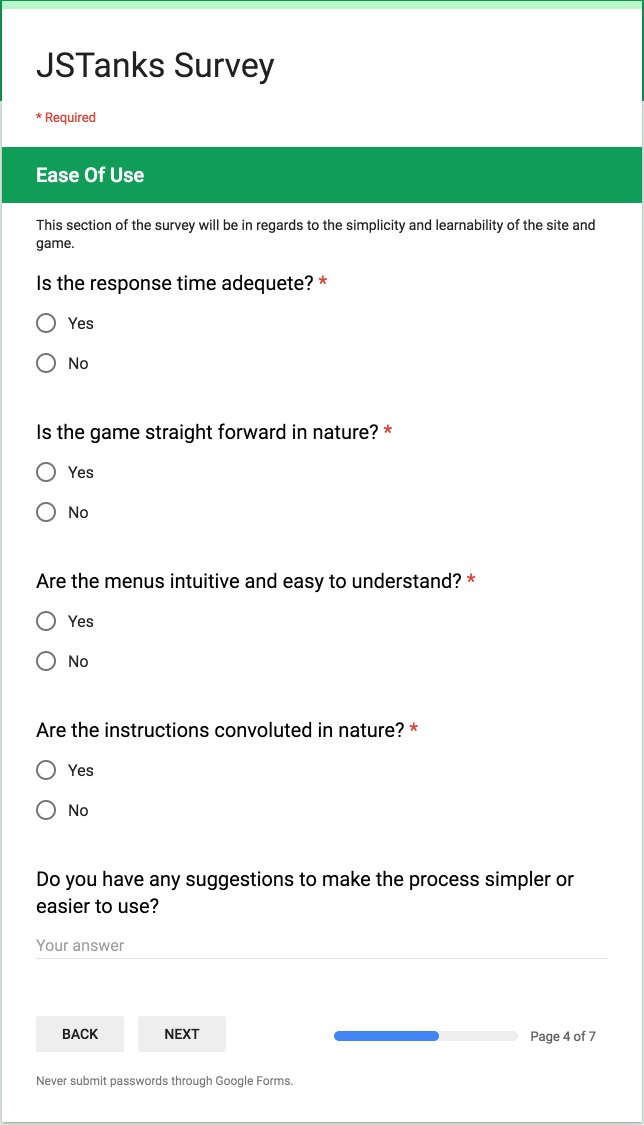 JSTanks Survey
* Required
Ease Of Use
This section of the survey will be in regards to the simplicity and learnability of the site and
game.
Is the response time adequete? *
Yes
No
Is the game straight forward in nature? *
Yes
No
Are the menus intuitive and easy to understand? *
Yes
No
Are the instructions convoluted in nature? *
Yes
No
Do you have any suggestions to make the process simpler or
easier to use?
Your answer
BACK NEXT Page 4 of 7
Never submit passwords through Google Forms.